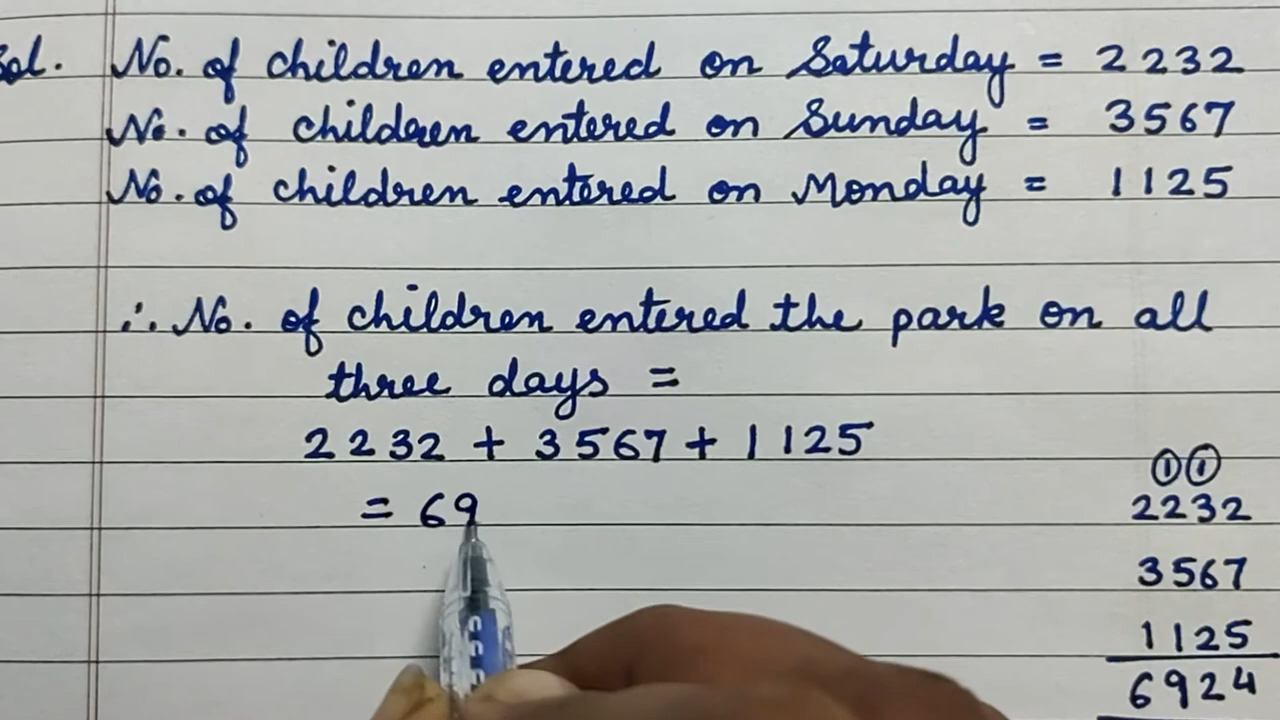 Sol. No. of children entered on Saturday = 2232
No. of children entered on Sunday = 3567
No. of children entered on Monday = 1125
∴ No. of children entered the park on all
three days =
2232 + 3567 + 1125
= 69
1 1
2232
3567
1125
6924